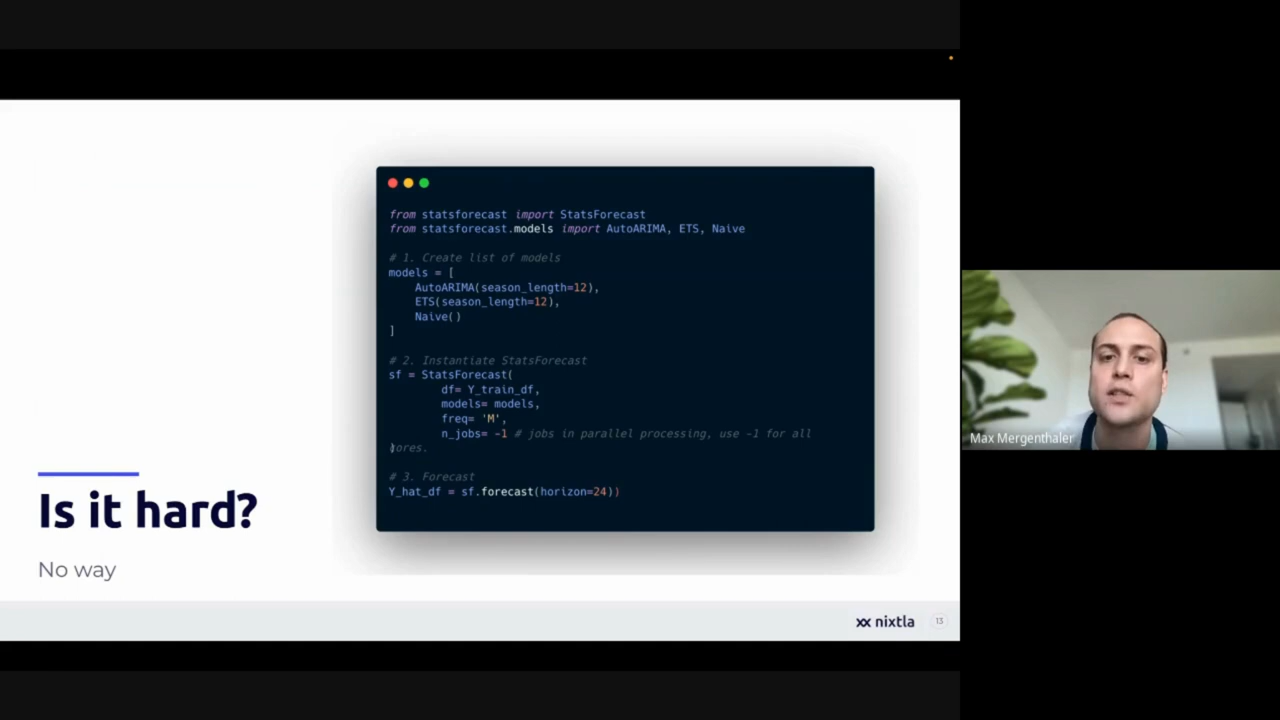 from statsforecast import StatsForecast
from statsforecast.models import AutoARIMA, ETS, Naive
# 1. Create list of models
models = [
AutoARIMA(season_length=12),
ETS(season_length=12),
Naive()
]
# 2. Instantiate StatsForecast
sf = StatsForecast(
df= Y_train_df,
models= models,
freq= 'M',
n_jobs= -1 # jobs in parallel processing, use -1 for all
)ores.
# 3. Forecast
Y_hat_df = sf.forecast(horizon=24))
Is it hard?
No way
nixtla
13
Max Mergenthaler